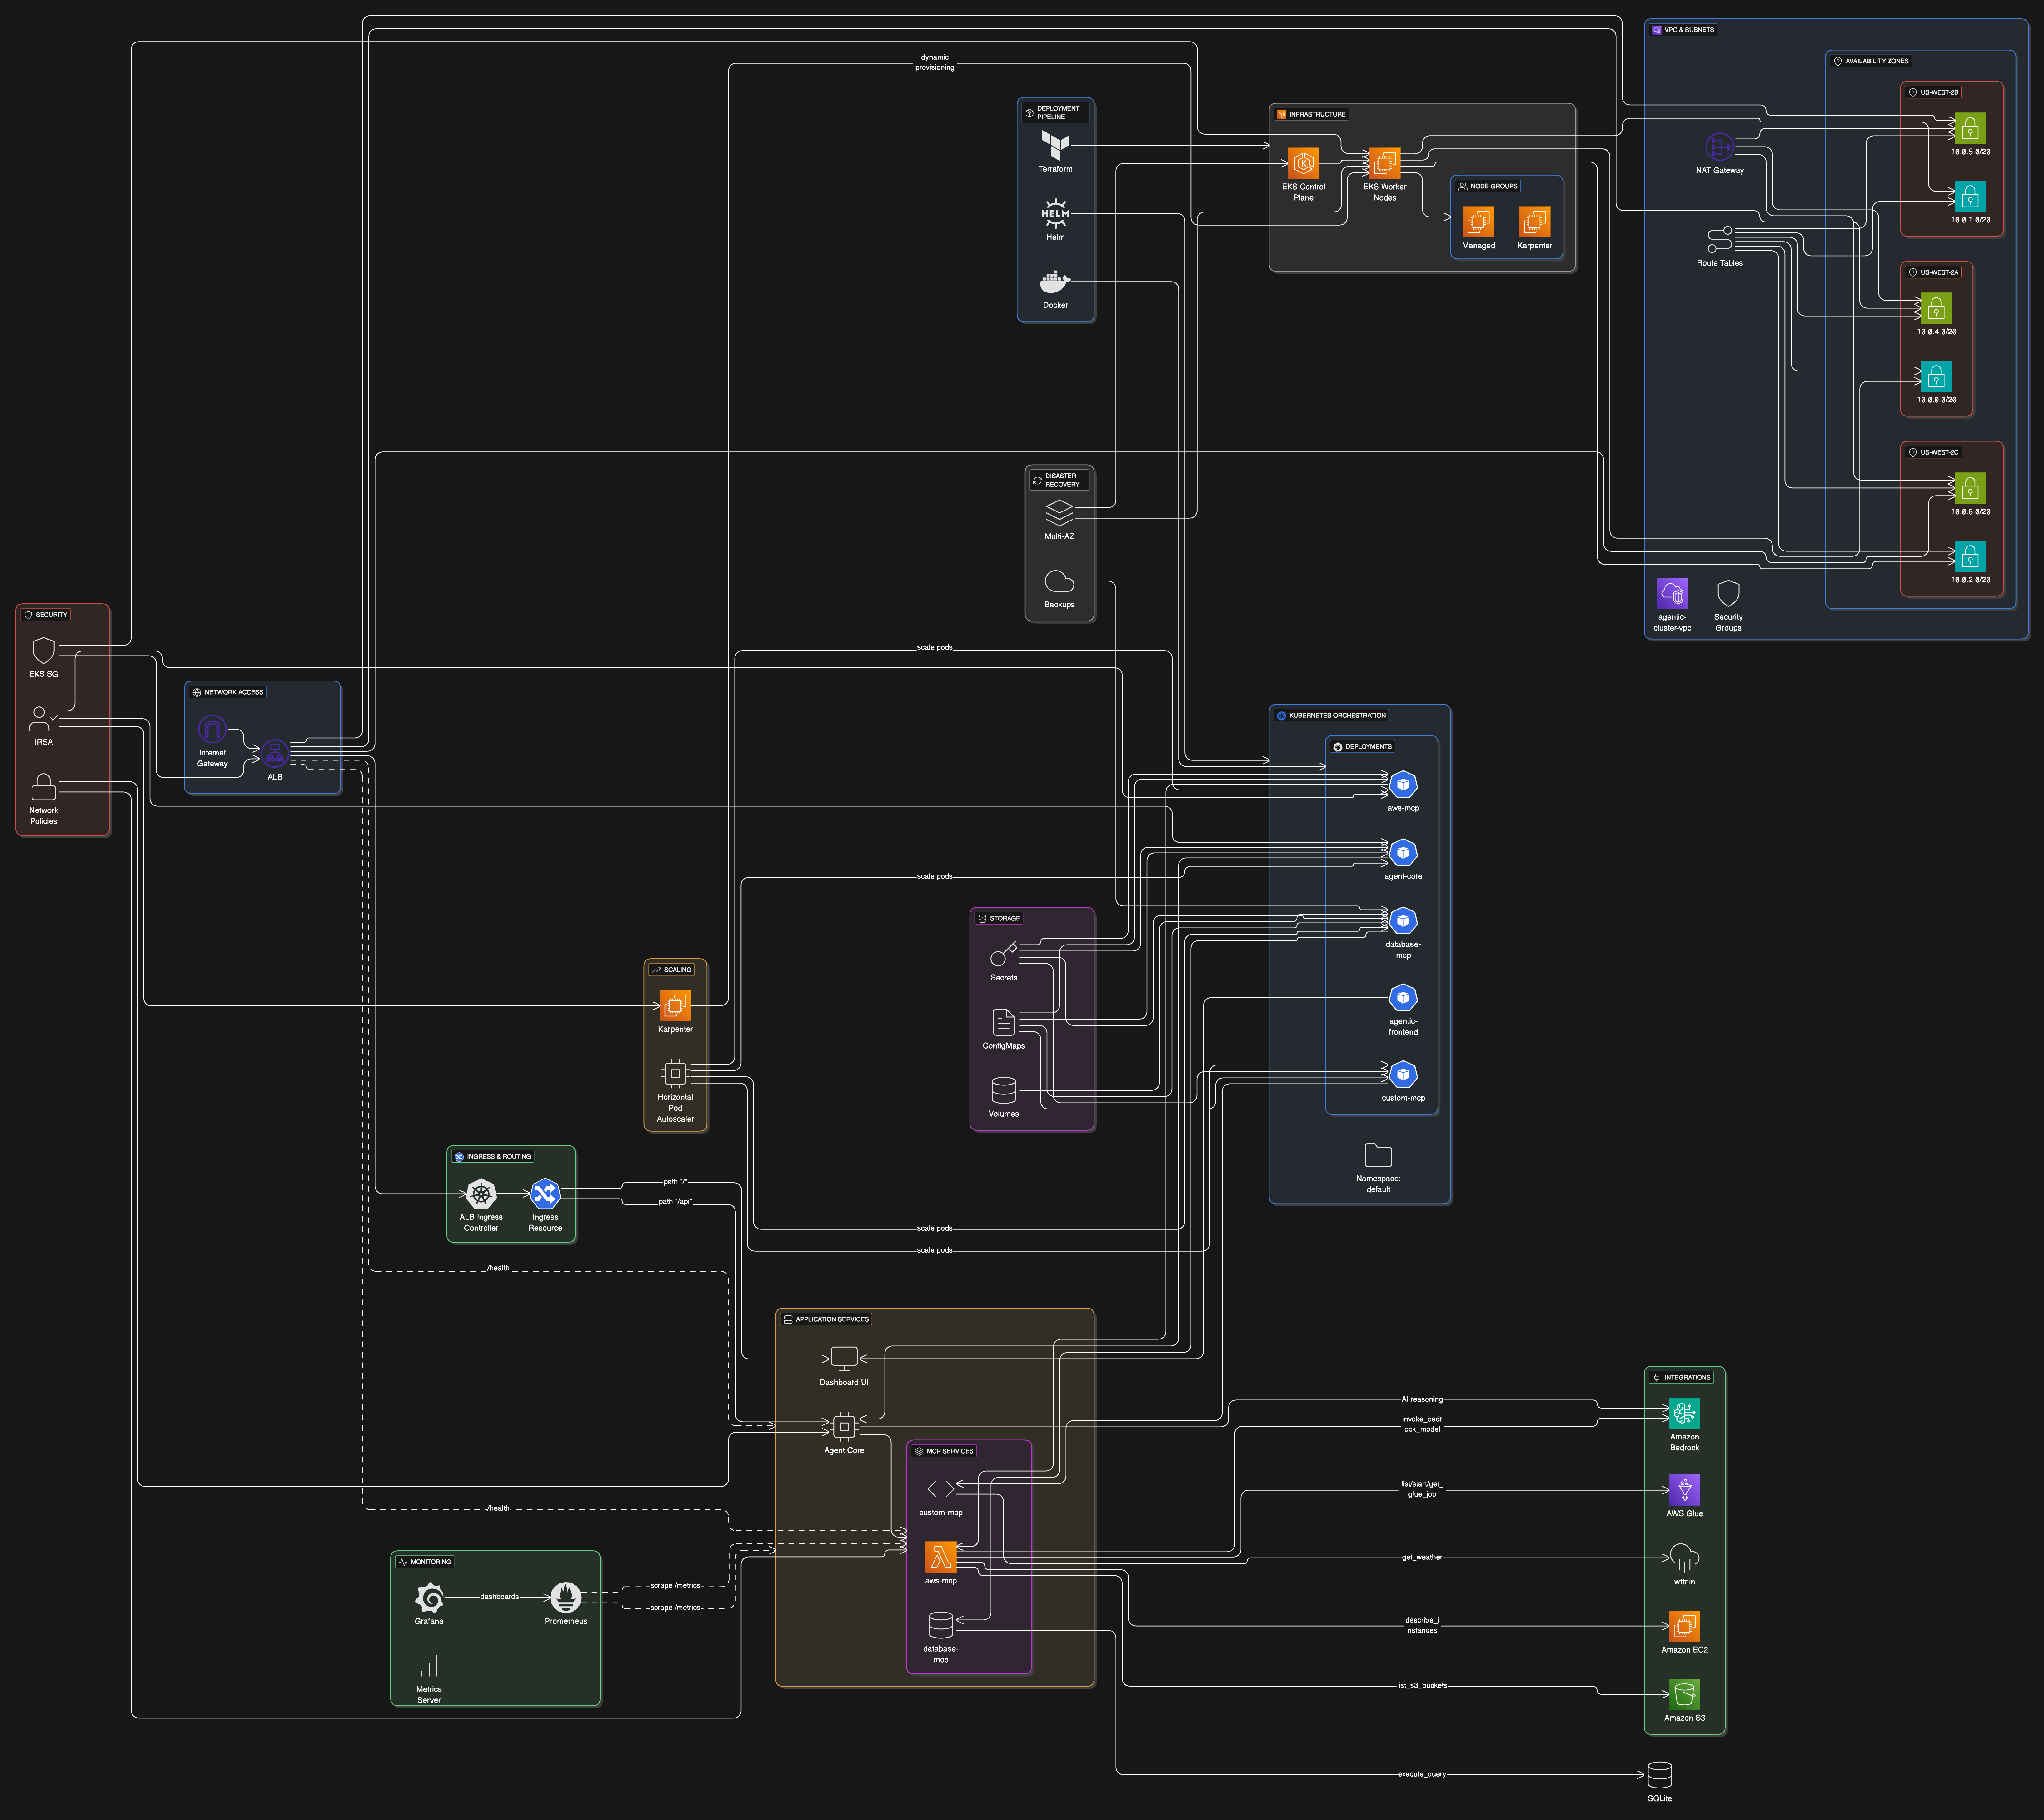 VPC & SUBNETS
AVAILABILITY ZONES
US-WEST-2B
10.0.5.0/20
10.0.1.0/20
NAT Gateway
Route Tables
US-WEST-2A
10.0.4.0/20
10.0.0.0/20
US-WEST-2C
10.0.6.0/20
10.0.2.0/20
agentic-
cluster-vpc
Security
Groups
dynamic
provisioning
DEPLOYMENT
PIPELINE
Terraform
HELM
Helm
Docker
INFRASTRUCTURE
EKS Control
Plane
EKS Worker
Nodes
NODE GROUPS
Managed
Karpenter
DISASTER
RECOVERY
Multi-AZ
Backups
SECURITY
EKS SG
IRSA
Network
Policies
NETWORK ACCESS
Internet
Gateway
ALB
scale pods
scale pods
KUBERNETES ORCHESTRATION
DEPLOYMENTS
aws-mcp
agent-core
database-
mcp
agentic-
frontend
custom-mcp
Namespace:
default
STORAGE
Secrets
ConfigMaps
Volumes
SCALING
Karpenter
Horizontal
Pod
Autoscaler
INGRESS & ROUTING
ALB Ingress
Controller
Ingress
Resource
path "/"
path "/api"
scale pods
scale pods
/health
/health
APPLICATION SERVICES
Dashboard UI
Agent Core
MCP SERVICES
custom-mcp
aws-mcp
database-
mcp
MONITORING
Grafana
dashboards
Prometheus
Metrics
Server
scrape /metrics
scrape /metrics
AI reasoning
invoke_bedr
ock_model
list/start/get_
glue_job
get_weather
describe_i
nstances
list_s3_buckets
execute_query
INTEGRATIONS
Amazon
Bedrock
AWS Glue
wttr.in
Amazon EC2
Amazon S3
SQLite